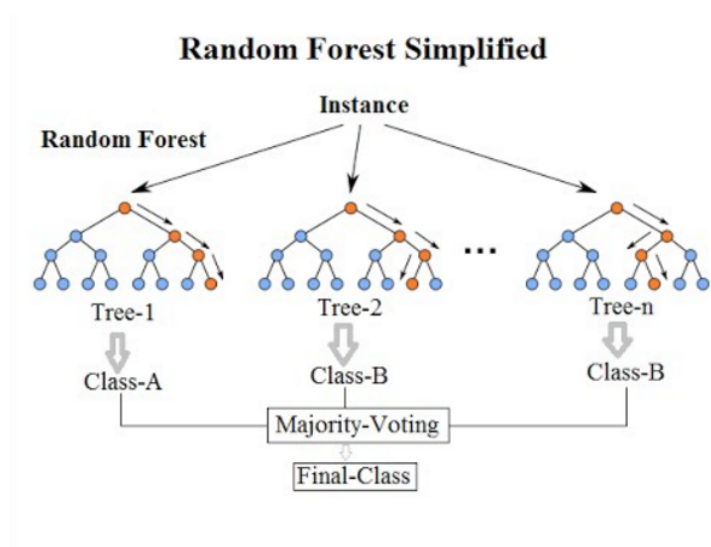 Random Forest Simplified
Instance
Random Forest
...
Tree-1
Tree-2
Tree-n
Class-A
Class-B
Class-B
Majority-Voting
Final-Class